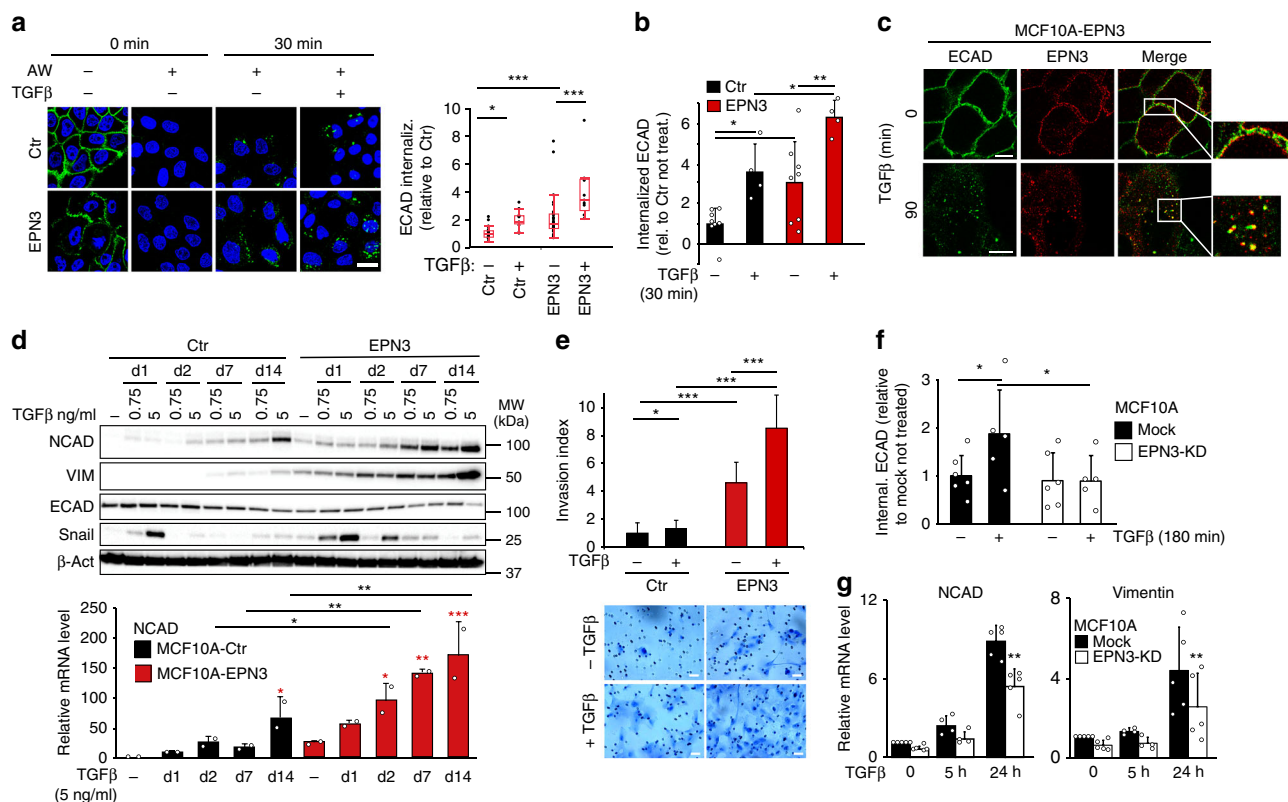 a
0 min 30 min
AW – + + +
TGFβ – – – +
Ctr
EPN3
ECAD internaliz.
(relative to Ctr)
10
8
6
4
2
0
*
***
***
TGFβ:
Ctr –
Ctr +
EPN3 –
EPN3+
b
Internalized ECAD
(rel. to Ctr not treat.)
6
4
2
0
Ctr
EPN3
*
*
**
TGFβ – + – +
(30 min)
c
MCF10A-EPN3
ECAD EPN3 Merge
TGFβ (min)
0
90
d
Ctr EPN3
d1 d2 d7 d14 d1 d2 d7 d14
TGFβ ng/ml – 0.75 5 0.75 5 0.75 5 0.75 5 – 0.75 5 0.75 5 0.75 5 0.75 5
MW
(kDa)
NCAD 100
VIM 50
ECAD 100
Snail 25
β-Act
37
Relative mRNA level
250
200
150
100
50
0
NCAD
MCF10A-Ctr
MCF10A-EPN3
**
**
*
* * ** ***
TGFβ – d1 d2 d7 d14 – d1 d2 d7 d14
(5 ng/ml)
e
Invasion index
10
8
6
4
2
0
***
***
***
*
TGFβ – + – +
Ctr EPN3
– TGFβ
+ TGFβ
f
Internal. ECAD (relative
to mock not treated)
3
2
1
0
* *
MCF10A
Mock
EPN3-KD
– + – + TGFβ (180 min)
g
Relative mRNA level
NCAD
12
9
6
3
0
MCF10A
Mock
EPN3-KD
**
TGFβ 0 5 h 24 h
Vimentin
8
6
4
2
0
MCF10A
Mock
EPN3-KD
**
0 5 h 24 h